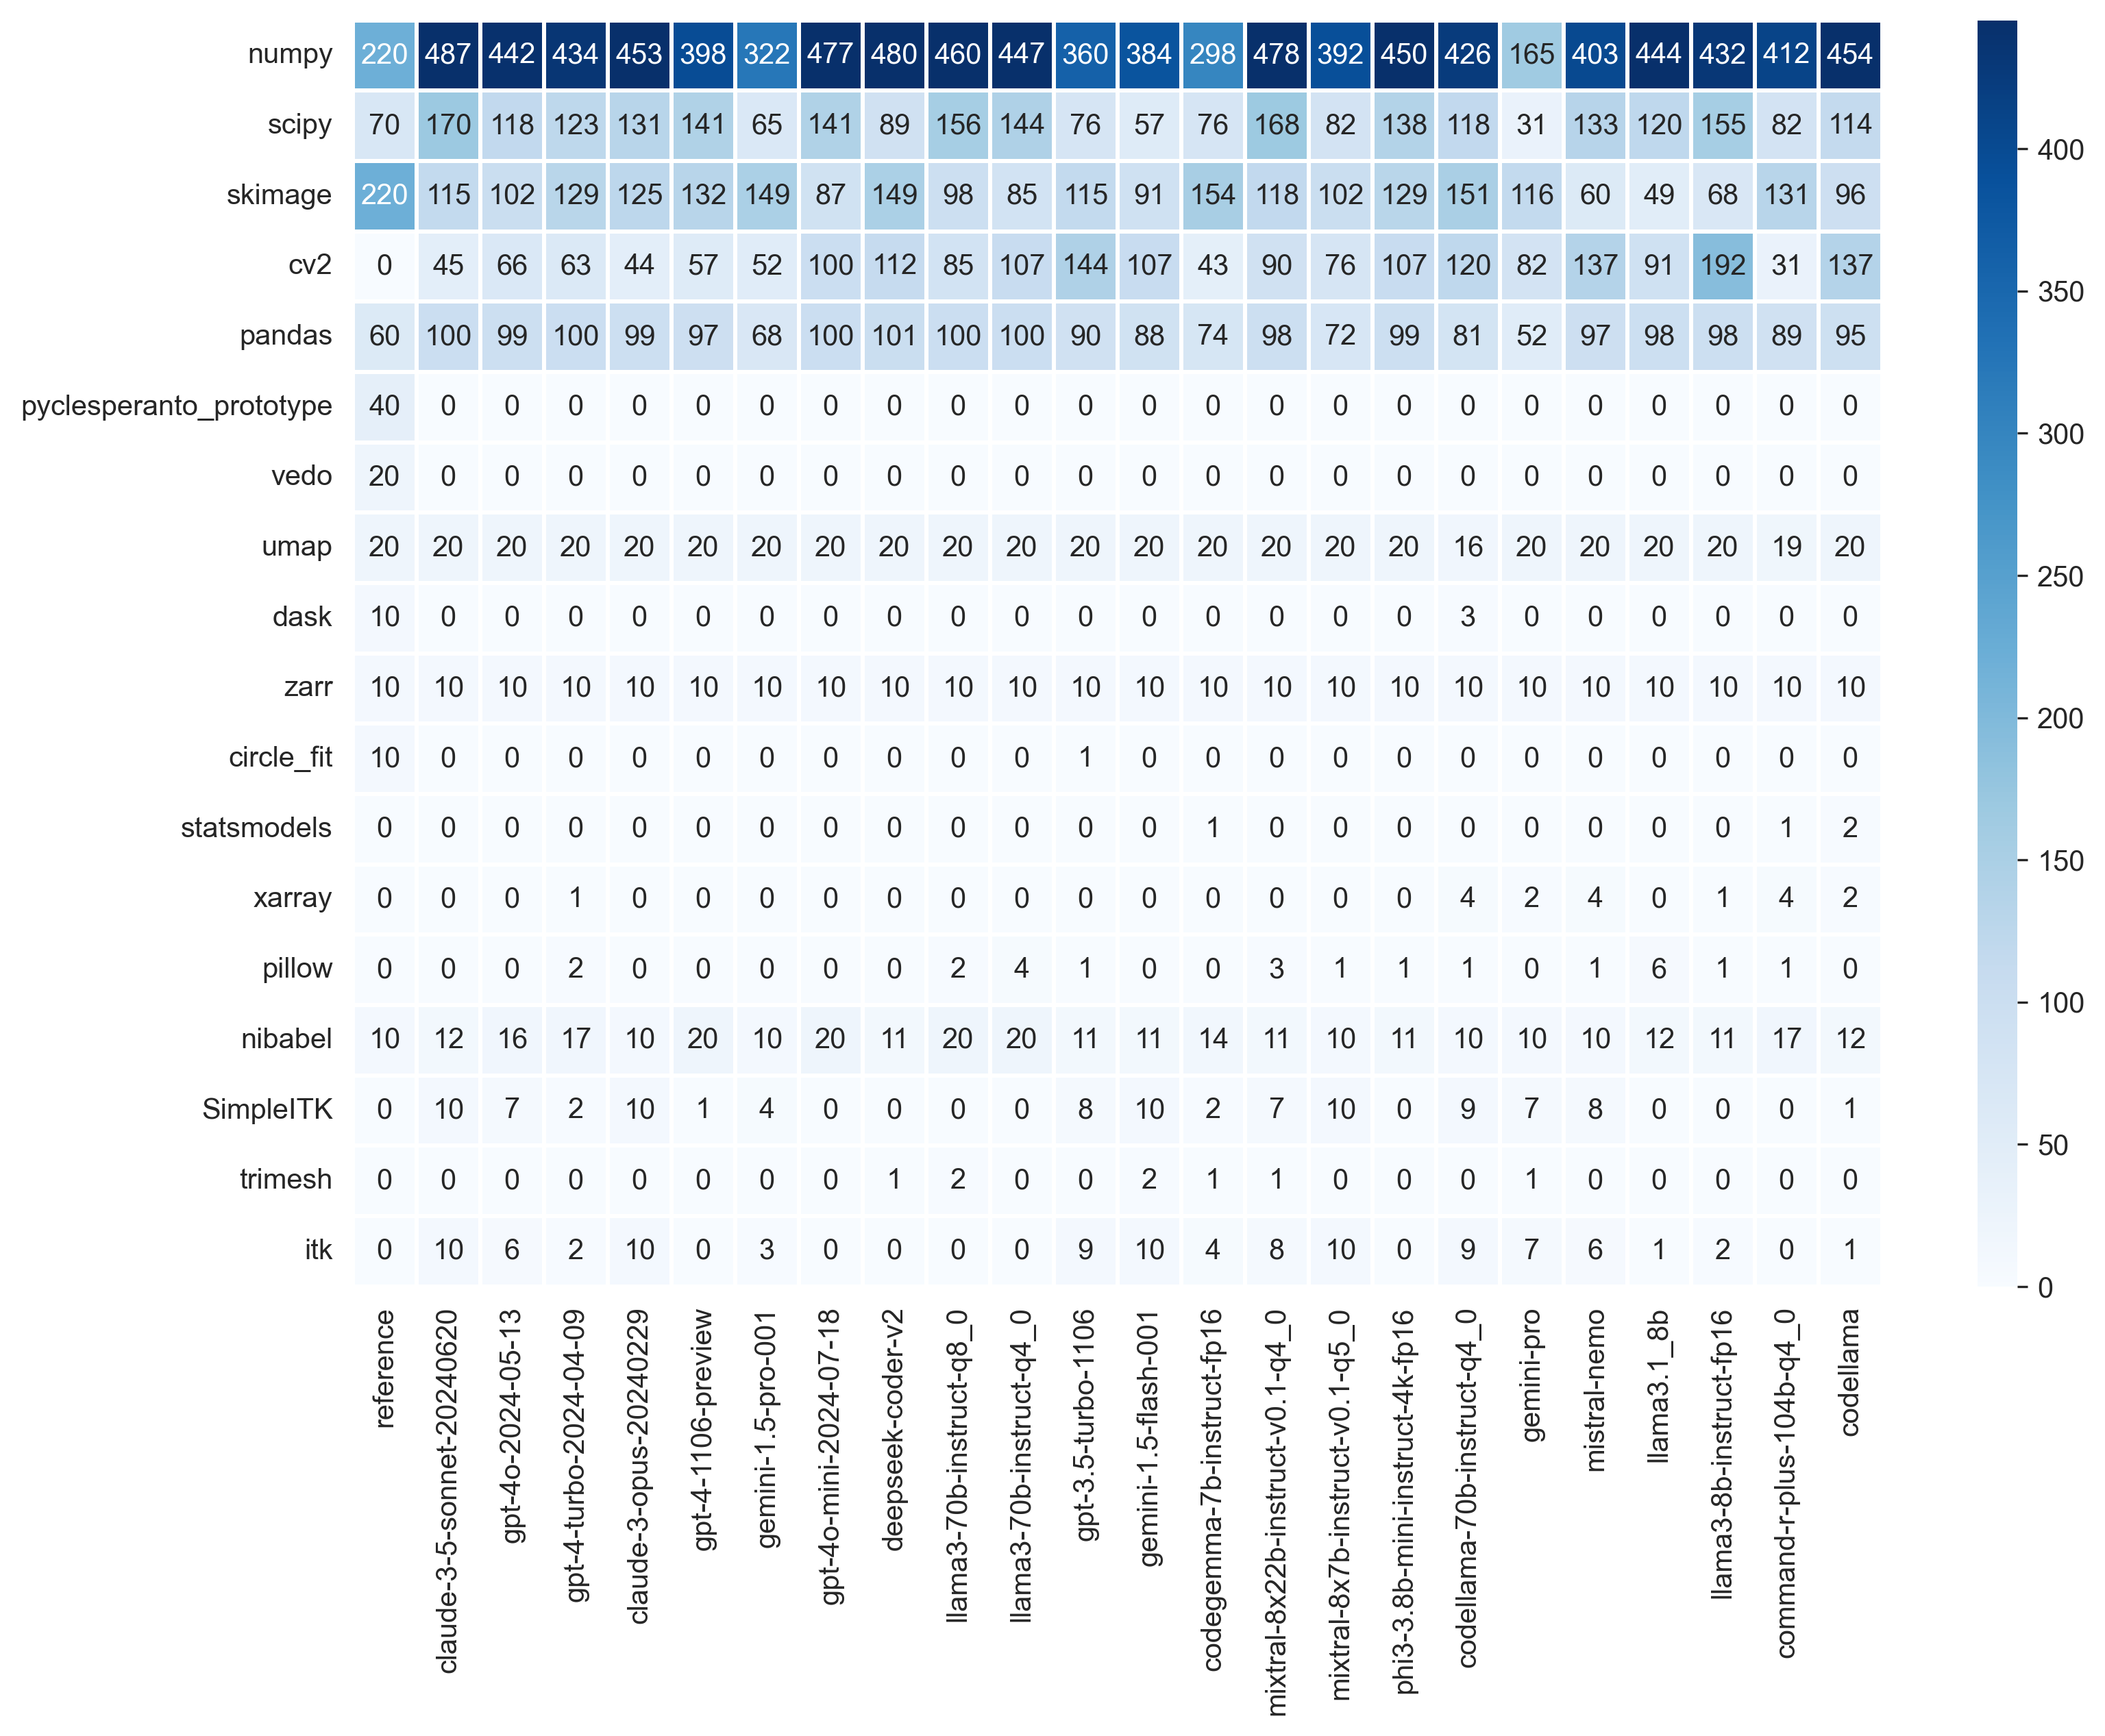 numpy 220 487 442 434 453 398 322 477 480 460 447 360 384 298 478 392 450 426 165 403 444 432 412 454
scipy 70 170 118 123 131 141 65 141 89 156 144 76 57 76 168 82 138 118 31 133 120 155 82 114
skimage 220 115 102 129 125 132 149 87 149 98 85 115 91 154 118 102 129 151 116 60 49 68 131 96
cv2 0 45 66 63 44 57 52 100 112 85 107 144 107 43 90 76 107 120 82 137 91 192 31 137
pandas 60 100 99 100 99 97 68 100 101 100 100 90 88 74 98 72 99 81 52 97 98 98 89 95
pyclesperanto_prototype 40 0 0 0 0 0 0 0 0 0 0 0 0 0 0 0 0 0 0 0 0 0 0 0
vedo 20 0 0 0 0 0 0 0 0 0 0 0 0 0 0 0 0 0 0 0 0 0 0 0
umap 20 20 20 20 20 20 20 20 20 20 20 20 20 20 20 20 20 16 20 20 20 20 19 20
dask 10 0 0 0 0 0 0 0 0 0 0 0 0 0 0 0 0 3 0 0 0 0 0 0
zarr 10 10 10 10 10 10 10 10 10 10 10 10 10 10 10 10 10 10 10 10 10 10 10 10
circle_fit 10 0 0 0 0 0 0 0 0 0 0 1 0 0 0 0 0 0 0 0 0 0 0 0
statsmodels 0 0 0 0 0 0 0 0 0 0 0 0 0 1 0 0 0 0 0 0 0 0 1 2
xarray 0 0 0 1 0 0 0 0 0 0 0 0 0 0 0 0 0 4 2 4 0 1 4 2
pillow 0 0 0 2 0 0 0 0 0 2 4 1 0 0 3 1 1 1 0 1 6 1 1 0
nibabel 10 12 16 17 10 20 10 20 11 20 20 11 11 14 11 10 11 10 10 10 12 11 17 12
SimpleITK 0 10 7 2 10 1 4 0 0 0 0 8 10 2 7 10 0 9 7 8 0 0 0 1
trimesh 0 0 0 0 0 0 0 0 1 2 0 0 2 1 1 0 0 0 1 0 0 0 0 0
itk 0 10 6 2 10 0 3 0 0 0 0 9 10 4 8 10 0 9 7 6 1 2 0 1
reference
claude-3-5-sonnet-20240620
gpt-4o-2024-05-13
gpt-4-turbo-2024-04-09
claude-3-opus-20240229
gpt-4-1106-preview
gemini-1.5-pro-001
gpt-4o-mini-2024-07-18
deepseek-coder-v2
llama3-70b-instruct-q8_0
llama3-70b-instruct-q4_0
gpt-3.5-turbo-1106
gemini-1.5-flash-001
codegemma-7b-instruct-fp16
mixtral-8x22b-instruct-v0.1-q4_0
mixtral-8x7b-instruct-v0.1-q5_0
phi3-3.8b-mini-instruct-4k-fp16
codellama-70b-instruct-q4_0
gemini-pro
mistral-nemo
llama3.1_8b
llama3-8b-instruct-fp16
command-r-plus-104b-q4_0
codellama
400
350
300
250
200
150
100
50
0